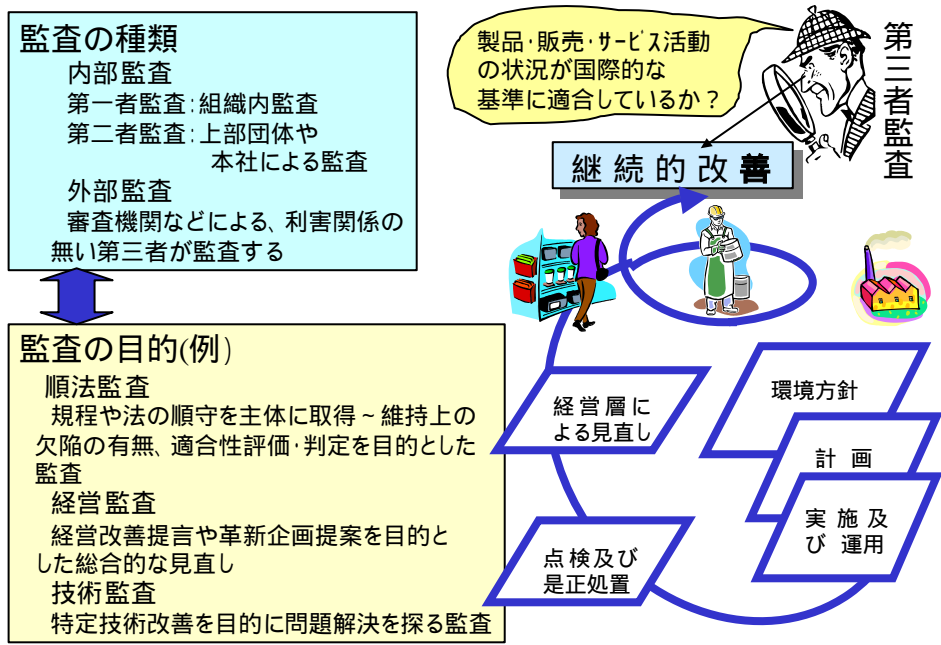 監査の種類
内部監査
第一者監査:組織内監査
第二者監査:上部団体や
本社による監査
外部監査
審査機関などによる、利害関係の
無い第三者が監査する
監査の目的(例)
順法監査
規程や法の順守を主体に取得~維持上の
欠陥の有無、適合性評価・判定を目的とした
監査
経営監査
経営改善提言や革新企画提案を目的と
した総合的な見直し
技術監査
特定技術改善を目的に問題解決を探る監査
製品・販売・サービス活動
の状況が国際的な
基準に適合しているか?
第三者監査
継続的改善
環境方針
計画
実施及
び 運用
点検及び
是正処置
経営層に
よる見直し